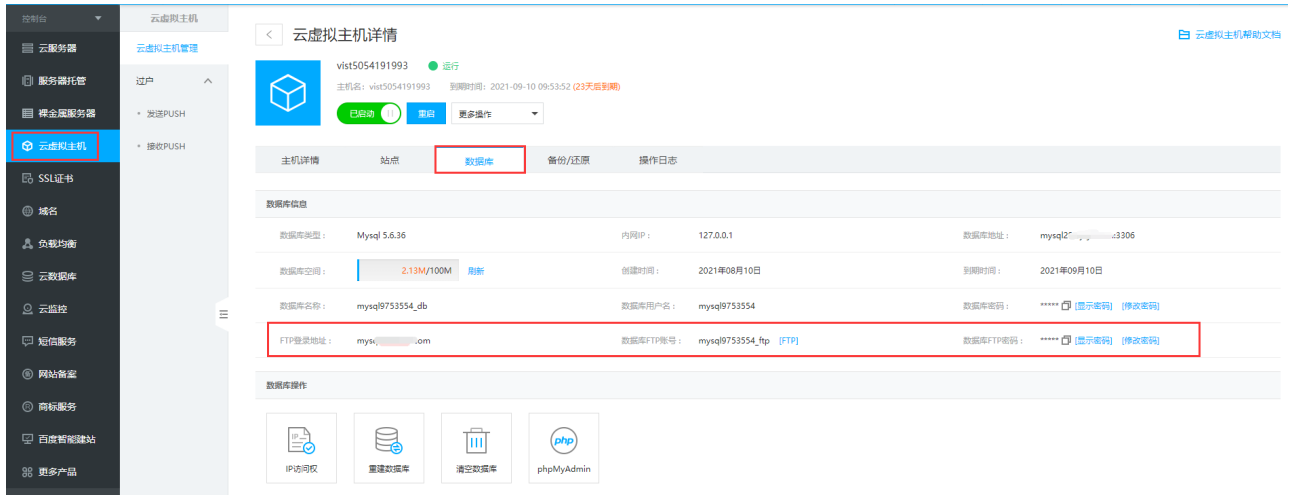 控制台
云服务器
服务器托管
裸金属服务器
云虚拟主机
SSL证书
域名
负载均衡
云数据库
云监控
短信服务
网站备案
商标服务
百度智能建站
更多产品
云虚拟主机
云虚拟主机管理
过户
发送PUSH
接收PUSH
云虚拟主机详情
云虚拟主机帮助文档
vist5054191993 运行
主机名：vist5054191993 到期时间：2021-09-10 09:53:52 (23天后到期)
已启动 重启 更多操作
主机详情 站点 数据库 备份/还原 操作日志
数据库信息
数据库类型： Mysql 5.6.36 内网IP： 127.0.0.1 数据库地址： mysql2 :3306
数据库空间： 2.13M/100M 刷新 创建时间： 2021年08月10日 到期时间： 2021年09月10日
数据库名称： mysql9753554_db 数据库用户名： mysql9753554 数据库密码： ***** [显示密码] [修改密码]
FTP登录地址： mysq om 数据库FTP账号： mysql9753554_ftp [FTP] 数据库FTP密码： ***** [显示密码] [修改密码]
数据库操作
IP访问权 重建数据库 清空数据库 php phpMyAdmin